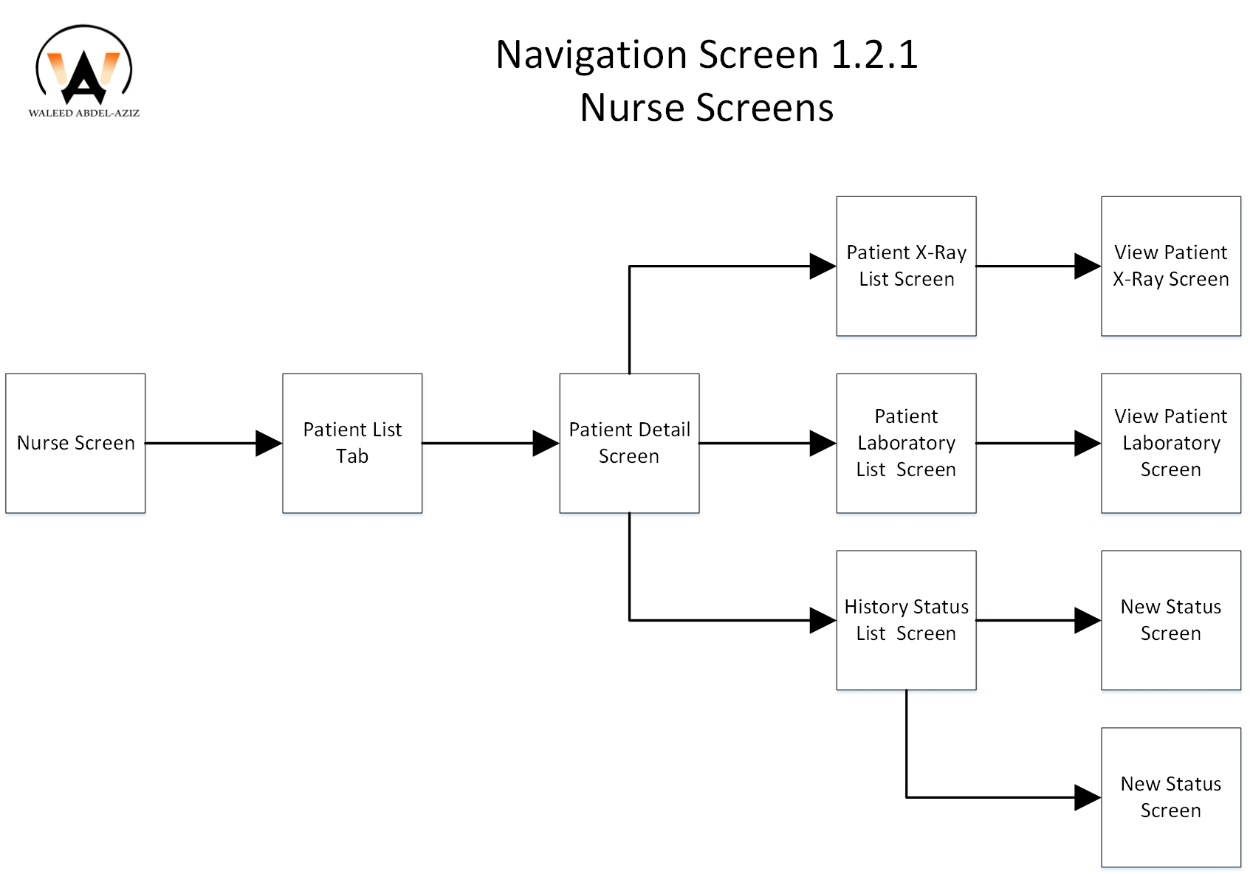 WALEED ABDEL-AZIZ
Navigation Screen 1.2.1
Nurse Screens
Nurse Screen
Patient List
Tab
Patient Detail
Screen
Patient X-Ray
List Screen
View Patient
X-Ray Screen
Patient
Laboratory
List  Screen
View Patient
Laboratory
Screen
History Status
List  Screen
New Status
Screen
New Status
Screen